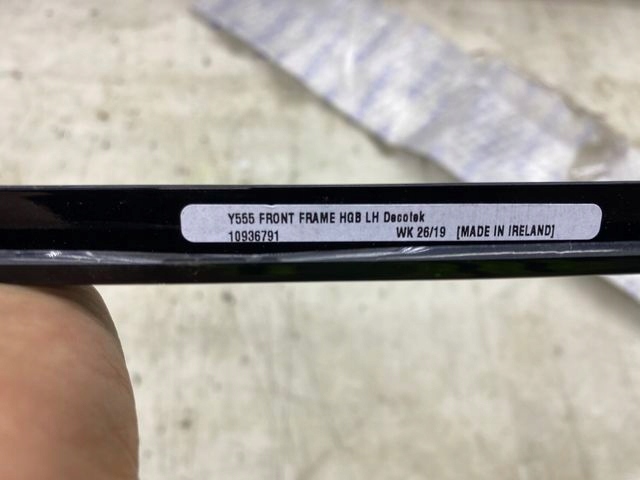 Y555 FRONT FRAME HGB LH Decotek
10936791 WK 26/19 [MADE IN IRELAND]